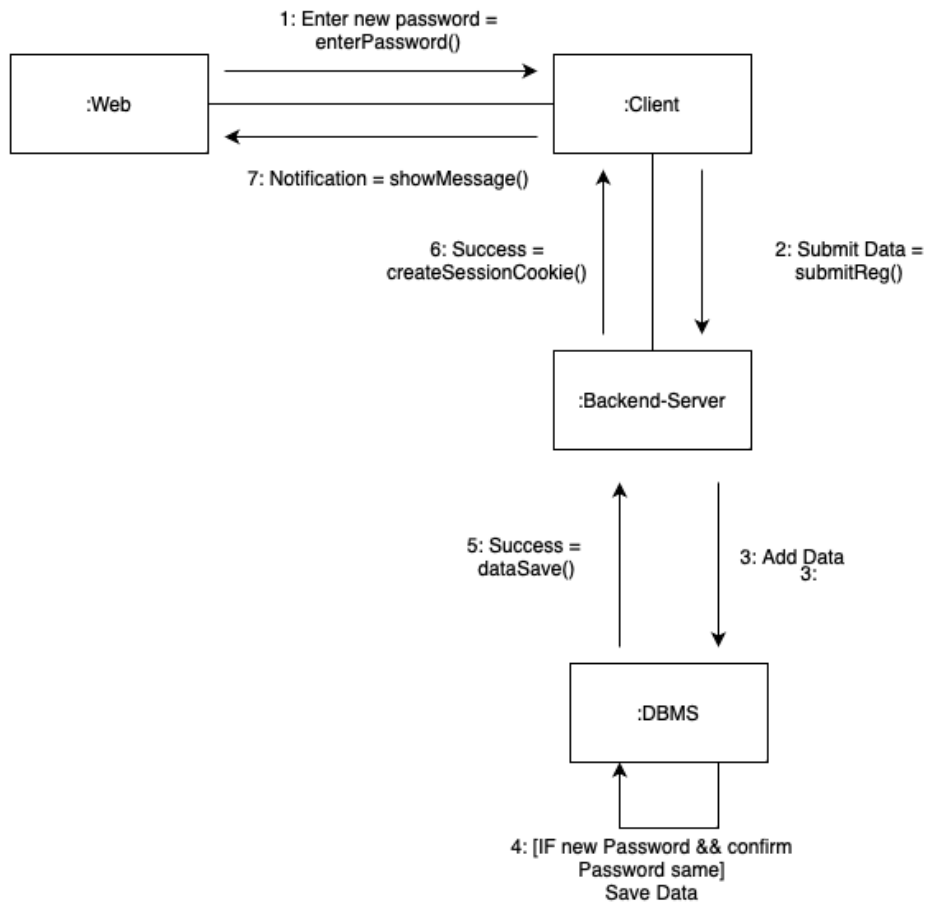 1: Enter new password =
enterPassword()
:Web
:Client
7: Notification = showMessage()
6: Success =
createSessionCookie()
2: Submit Data =
submitReg()
:Backend-Server
5: Success =
dataSave()
3: Add Data
3:
:DBMS
4: [IF new Password && confirm
Password same]
Save Data